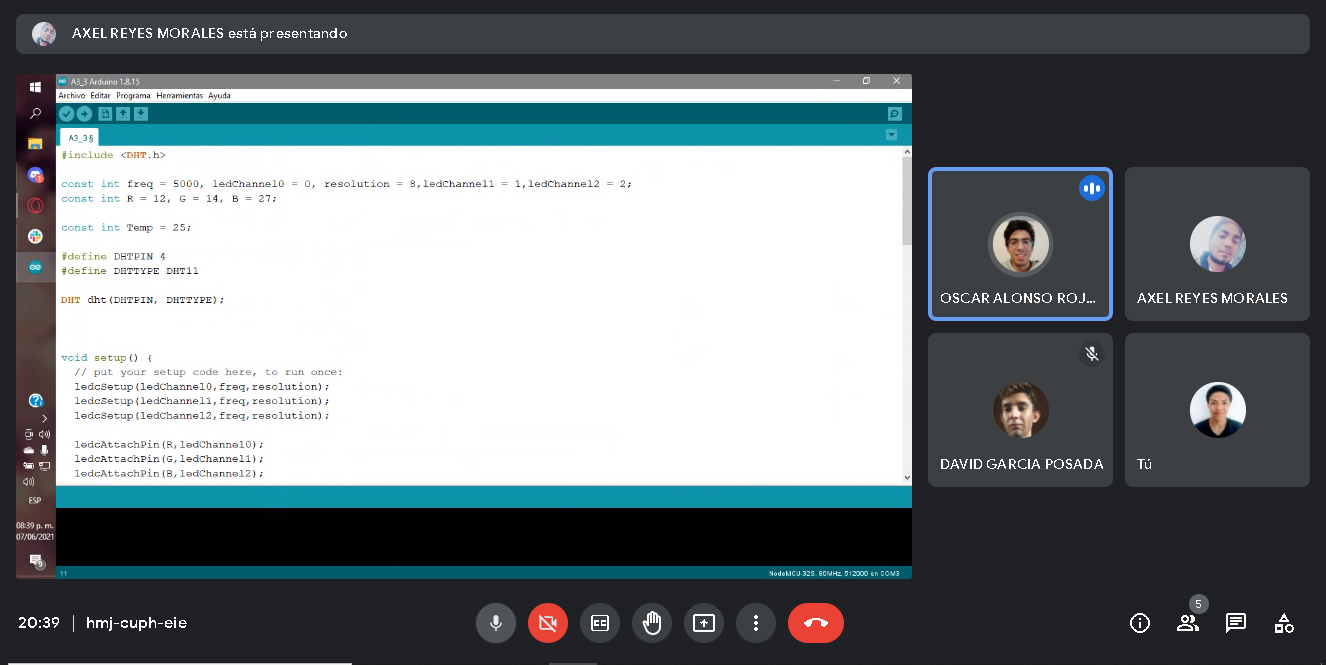 AXEL REYES MORALES está presentando
A3_3 Arduino 1.8.15
Archivo Editar Programa Herramientas Ayuda
A3_3 §
#include <DHT.h>
const int freq = 5000, ledChannel0 = 0, resolution = 8,ledChannel1 = 1,ledChannel2 = 2;
const int R = 12, G = 14, B = 27;
const int Temp = 25;
#define DHTPIN 4
#define DHTTYPE DHT11
DHT dht(DHTPIN, DHTTYPE);
void setup() {
// put your setup code here, to run once:
ledcSetup(ledChannel0,freq,resolution);
ledcSetup(ledChannel1,freq,resolution);
ledcSetup(ledChannel2,freq,resolution);
ledcAttachPin(R,ledChannel0);
ledcAttachPin(G,ledChannel1);
ledcAttachPin(B,ledChannel2);
ESP
08:39 p. m.
07/06/2021
9
11
NodeMCU-32S, 80MHz, 512000 en COM3
OSCAR ALONSO ROJ...
AXEL REYES MORALES
DAVID GARCIA POSADA
Tú
20:39 | hmj-cuph-eie
CC
5